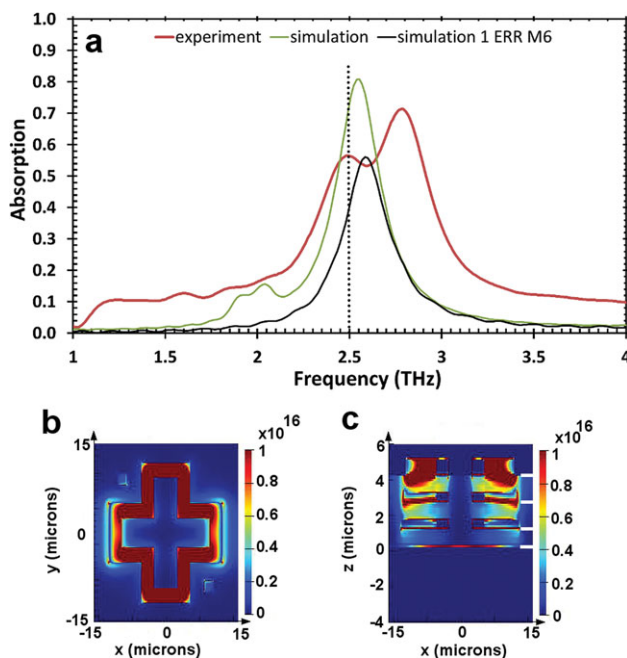 a
experiment simulation simulation 1 ERR M6
1.0
0.9
0.8
0.7
0.6
0.5
0.4
0.3
0.2
0.1
0.0
Absorption
1 1.5 2 2.5 3 3.5 4
Frequency (THz)
b
x10^16
15
0
-15
y (microns)
-15 0 15
x (microns)
1
0.8
0.6
0.4
0.2
0
c
x10^16
6
4
2
0
-2
-4
z (microns)
-15 0 15
x (microns)
1
0.8
0.6
0.4
0.2
0